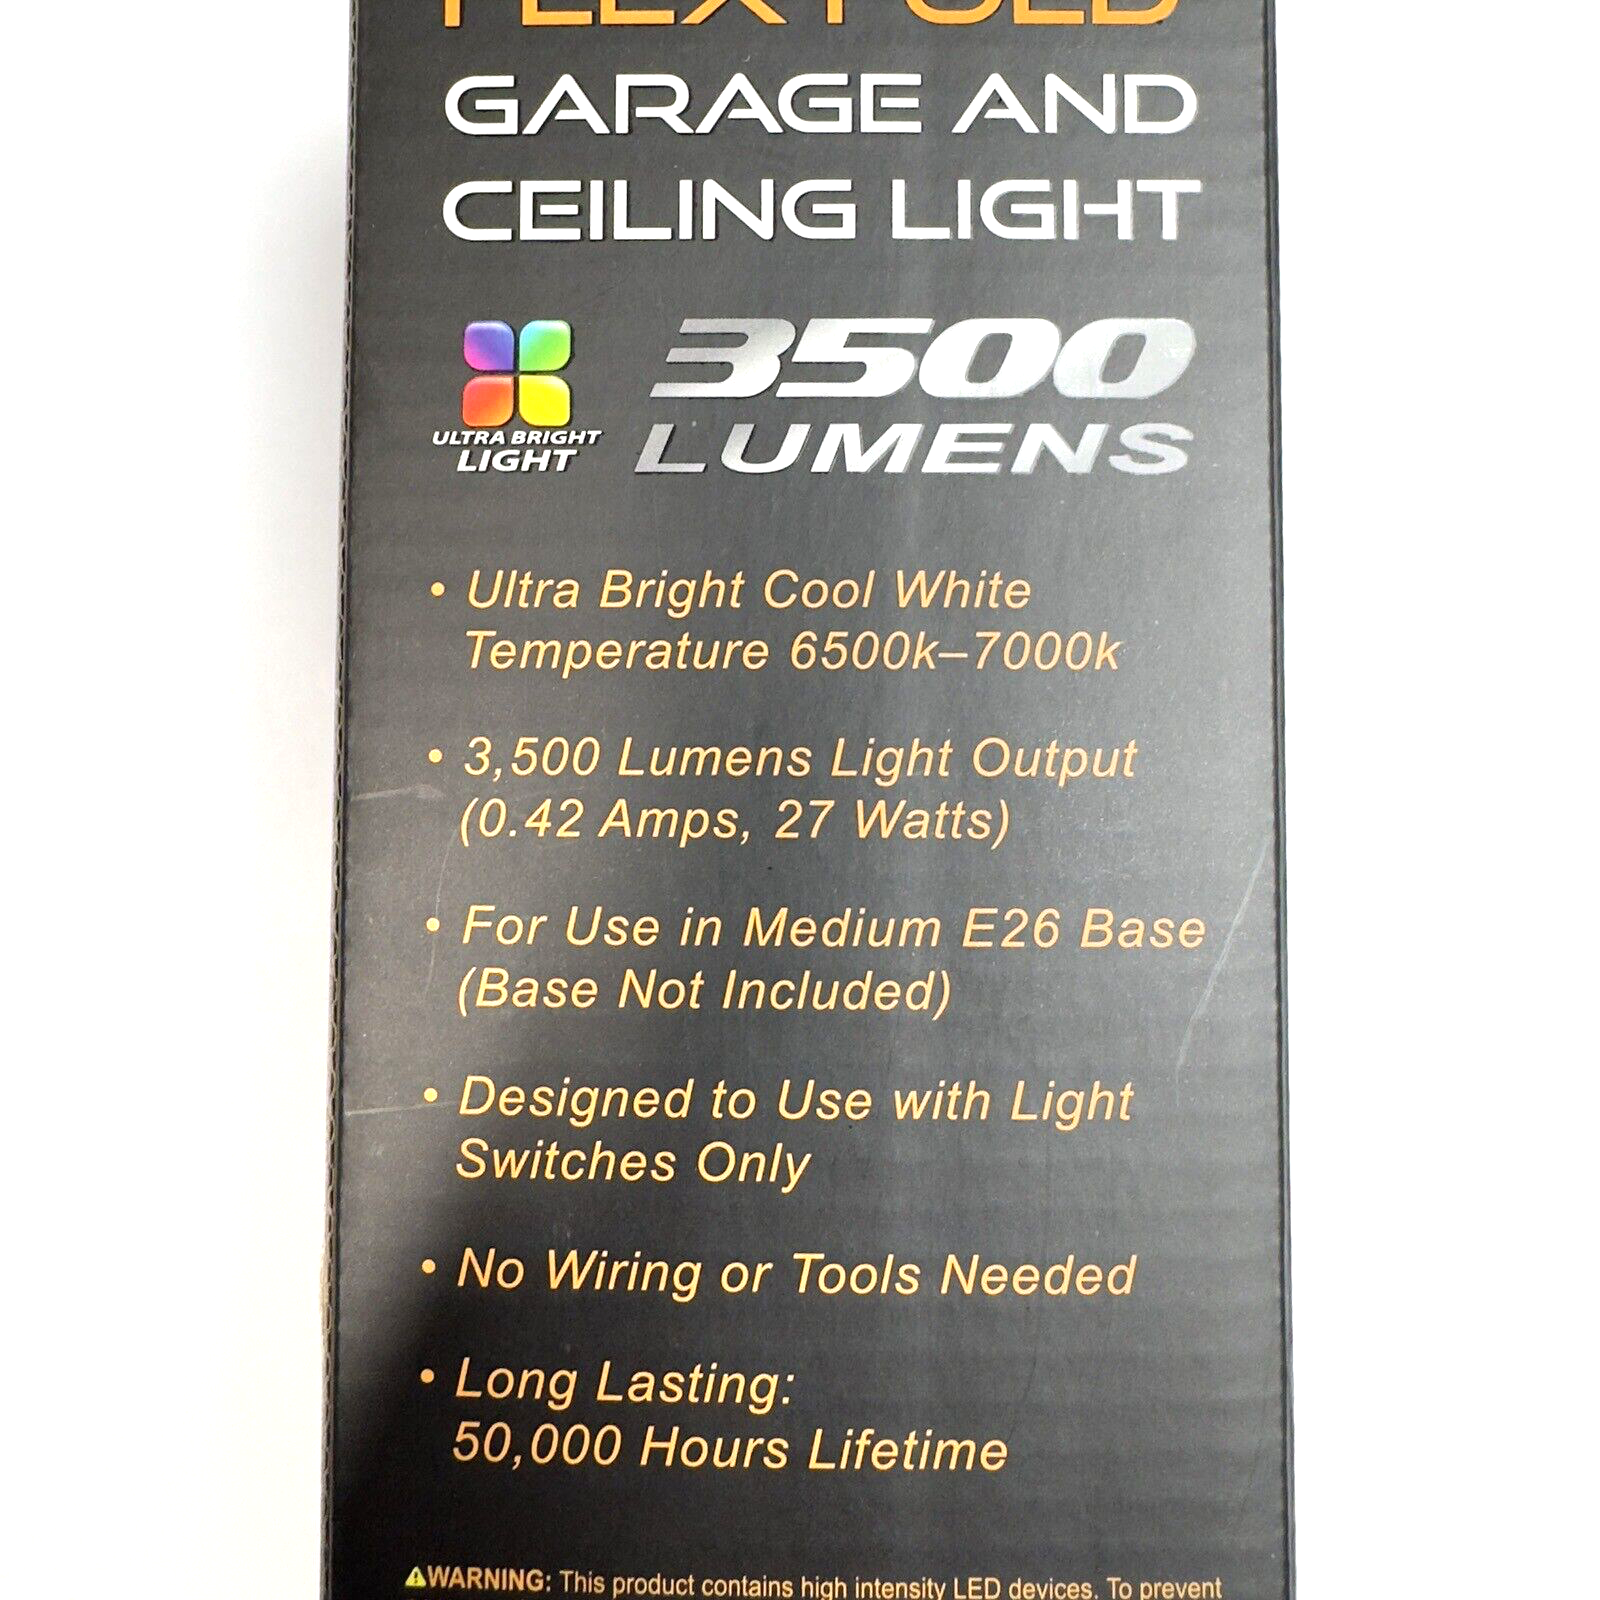 FLEX FOLD
GARAGE AND
CEILING LIGHT
ULTRA BRIGHT
LIGHT
3500
LUMENS
• Ultra Bright Cool White
Temperature 6500k–7000k
• 3,500 Lumens Light Output
(0.42 Amps, 27 Watts)
• For Use in Medium E26 Base
(Base Not Included)
• Designed to Use with Light
Switches Only
• No Wiring or Tools Needed
• Long Lasting:
50,000 Hours Lifetime
⚠WARNING: This product contains high intensity LED devices. To prevent